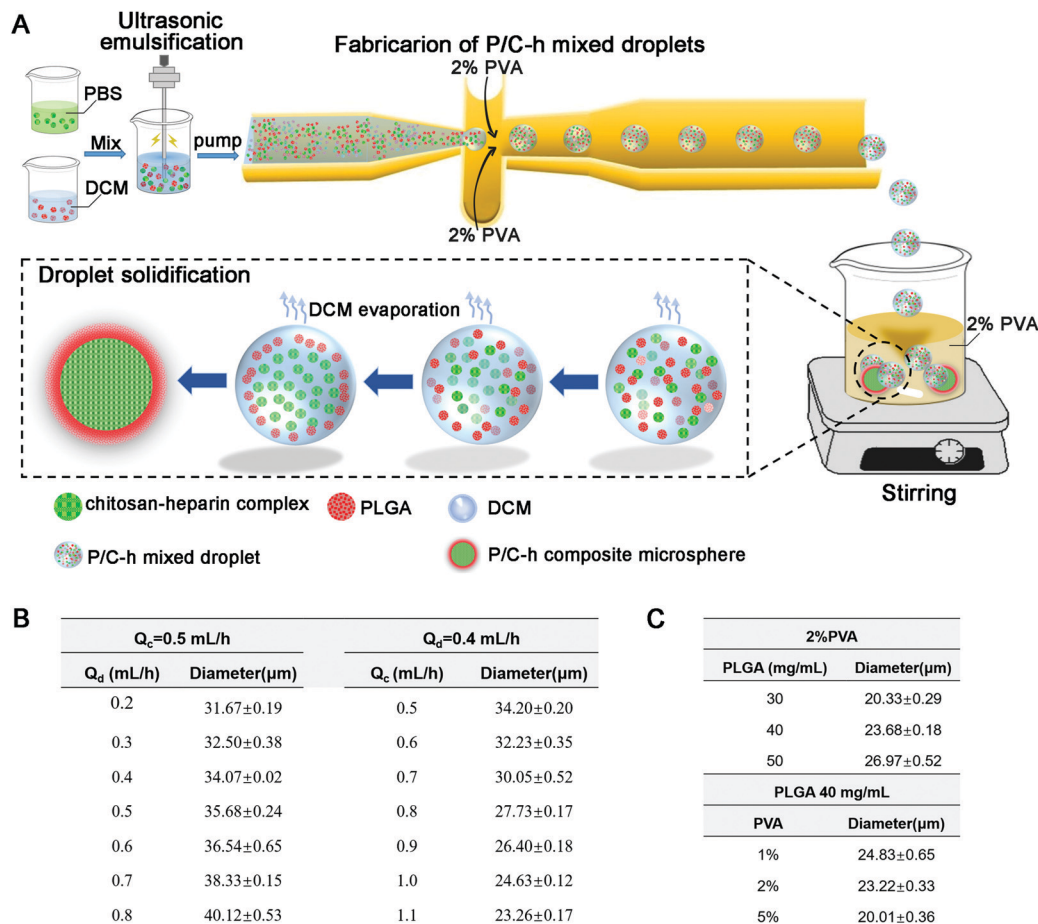 A
Ultrasonic
emulsification
Fabricarion of P/C-h mixed droplets
2% PVA
PBS
Mix
pump
DCM
2% PVA
Droplet solidification
DCM evaporation
2% PVA
Stirring
chitosan-heparin complex PLGA DCM
P/C-h mixed droplet P/C-h composite microsphere
B
Qc=0.5 mL/h Qd=0.4 mL/h
Qd (mL/h) Diameter(μm) Qc (mL/h) Diameter(μm)
0.2 31.67±0.19 0.5 34.20±0.20
0.3 32.50±0.38 0.6 32.23±0.35
0.4 34.07±0.02 0.7 30.05±0.52
0.5 35.68±0.24 0.8 27.73±0.17
0.6 36.54±0.65 0.9 26.40±0.18
0.7 38.33±0.15 1.0 24.63±0.12
0.8 40.12±0.53 1.1 23.26±0.17
C
2%PVA
PLGA (mg/mL) Diameter(μm)
30 20.33±0.29
40 23.68±0.18
50 26.97±0.52
PLGA 40 mg/mL
PVA Diameter(μm)
1% 24.83±0.65
2% 23.22±0.33
5% 20.01±0.36